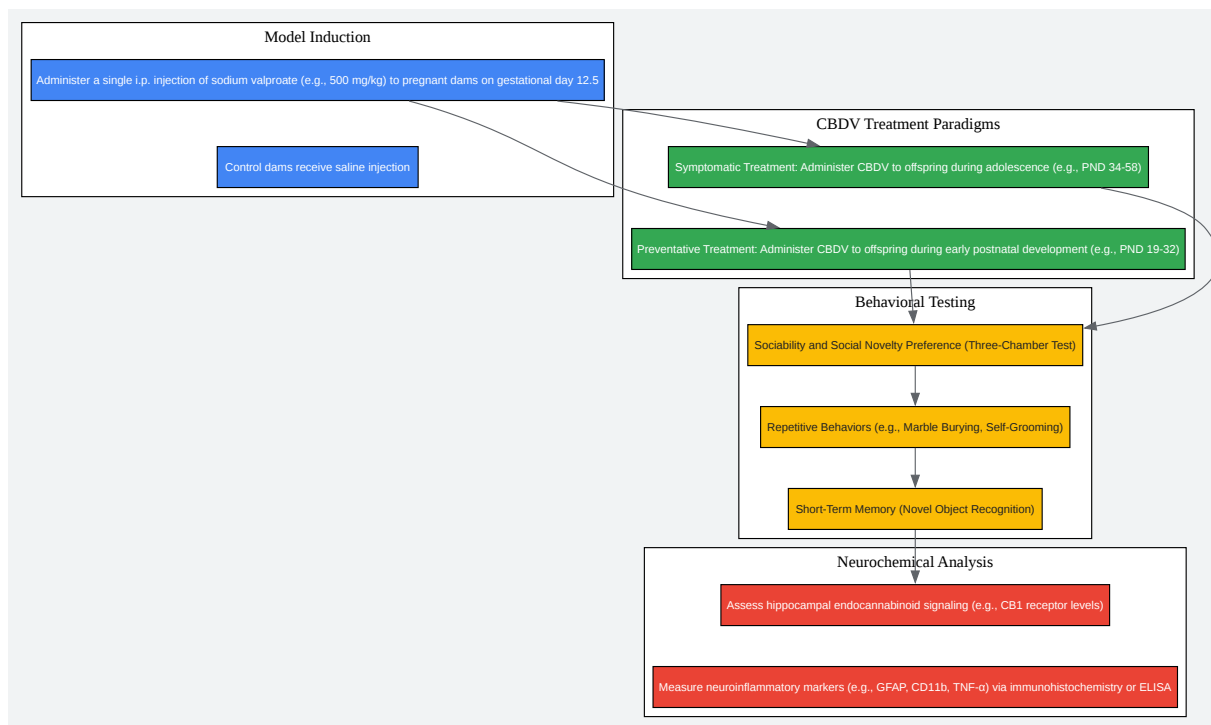 Model Induction
Administer a single i.p. injection of sodium valproate (e.g., 500 mg/kg) to pregnant dams on gestational day 12.5
Control dams receive saline injection
CBDV Treatment Paradigms
Symptomatic Treatment: Administer CBDV to offspring during adolescence (e.g., PND 34-58)
Preventative Treatment: Administer CBDV to offspring during early postnatal development (e.g., PND 19-32)
Behavioral Testing
Sociability and Social Novelty Preference (Three-Chamber Test)
Repetitive Behaviors (e.g., Marble Burying, Self-Grooming)
Short-Term Memory (Novel Object Recognition)
Neurochemical Analysis
Assess hippocampal endocannabinoid signaling (e.g., CB1 receptor levels)
Measure neuroinflammatory markers (e.g., GFAP, CD11b, TNF-α) via immunohistochemistry or ELISA